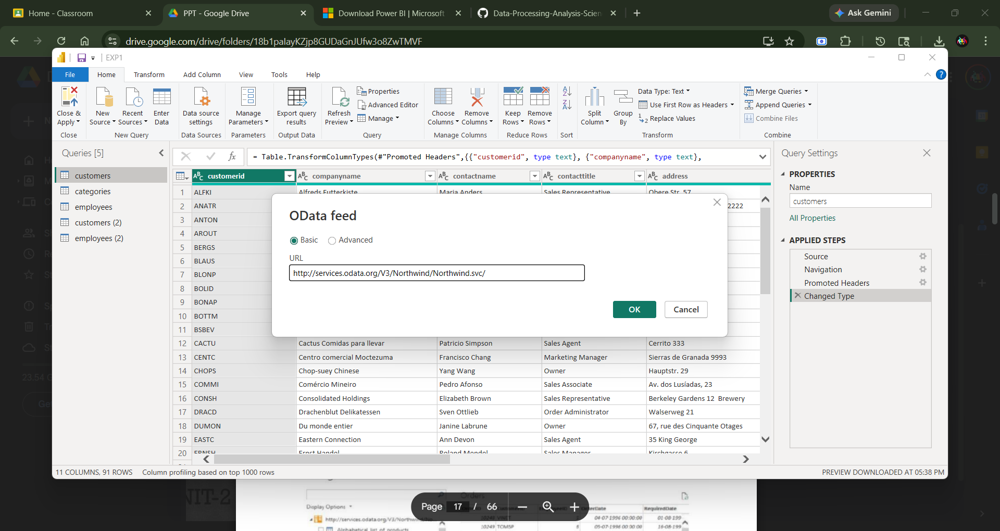 Home - Classroom
PPT - Google Drive
Download Power BI | Microsoft
Data-Processing-Analysis-Scien
Ask Gemini
drive.google.com/drive/folders/18b1palayKZjp8GUDaGnJUfw3o8ZwTMVF
EXP1
File Home Transform Add Column View Tools Help
Close & Apply
New Source
Recent Sources
Enter Data
Data source settings
Manage Parameters
Export query results
Refresh Preview
Properties
Advanced Editor
Manage
Choose Columns
Remove Columns
Keep Rows
Remove Rows
Split Column
Group By
Data Type: Text
Use First Row as Headers
Replace Values
Merge Queries
Append Queries
Combine Files
Close
New Query
Data Sources
Parameters
Output Data
Query
Manage Columns
Reduce Rows
Sort
Transform
Combine
Queries [5]
customers
categories
employees
customers (2)
employees (2)
fx
= Table.TransformColumnTypes(#"Promoted Headers",{{"customerid", type text}, {"companyname", type text},
customerid companyname contactname contacttitle address
1 ALFKI Alfreds Futterkiste Maria Anders Sales Representative Obere Str. 57
2 ANATR 2222
3 ANTON
4 AROUT
5 BERGS
6 BLAUS
7 BLONP
8 BOLID
9 BONAP
10 BOTTM
11 BSBEV
12 CACTU Cactus Comidas para llevar Patricio Simpson Sales Agent Cerrito 333
13 CENTC Centro comercial Moctezuma Francisco Chang Marketing Manager Sierras de Granada 9993
14 CHOPS Chop-suey Chinese Yang Wang Owner Hauptstr. 29
15 COMMI Comércio Mineiro Pedro Afonso Sales Associate Av. dos Lusíadas, 23
16 CONSH Consolidated Holdings Elizabeth Brown Sales Representative Berkeley Gardens 12 Brewery
17 DRACD Drachenblut Delikatessen Sven Ottlieb Order Administrator Walserweg 21
18 DUMON Du monde entier Janine Labrune Owner 67, rue des Cinquante Otages
19 EASTC Eastern Connection Ann Devon Sales Agent 35 King George
20 ERNSH Ernst Handel Roland Mendel Sales Manager Kirchgasse 6
OData feed
Basic Advanced
URL
http://services.odata.org/V3/Northwind/Northwind.svc/
OK Cancel
Query Settings
PROPERTIES
Name
customers
All Properties
APPLIED STEPS
Source
Navigation
Promoted Headers
Changed Type
11 COLUMNS, 91 ROWS Column profiling based on top 1000 rows
PREVIEW DOWNLOADED AT 05:38 PM
23.54 G
NIT-2
Display Options
http://services.odata.org/V3/Northwind/No
Alphabetical_list_of_products
Orders
Page 17 / 66
OrderDate RequiredDate
10248 VINET 04-07-1996 00:00:00 01-08-199
10249 TOMSP 05-07-1996 00:00:00 16-08-199